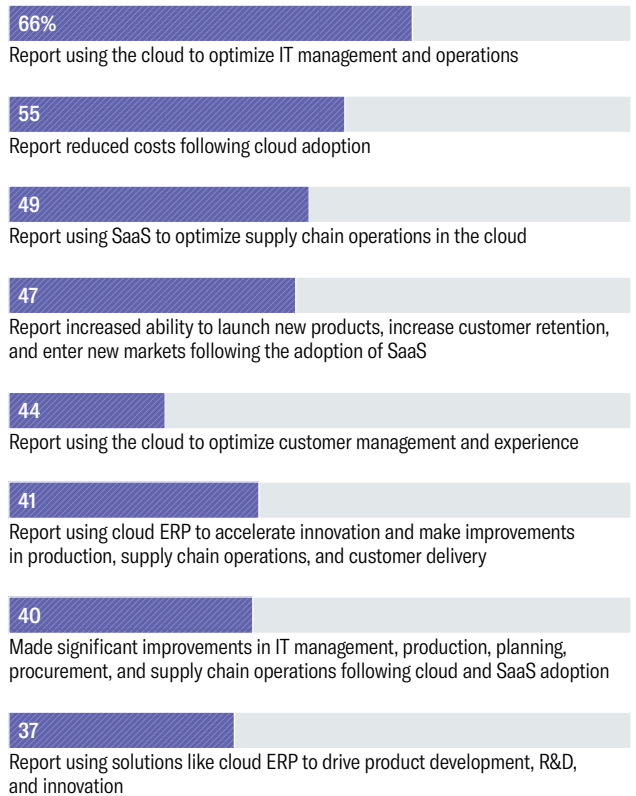 66%
Report using the cloud to optimize IT management and operations
55
Report reduced costs following cloud adoption
49
Report using SaaS to optimize supply chain operations in the cloud
47
Report increased ability to launch new products, increase customer retention,
and enter new markets following the adoption of SaaS
44
Report using the cloud to optimize customer management and experience
41
Report using cloud ERP to accelerate innovation and make improvements
in production, supply chain operations, and customer delivery
40
Made significant improvements in IT management, production, planning,
procurement, and supply chain operations following cloud and SaaS adoption
37
Report using solutions like cloud ERP to drive product development, R&D,
and innovation